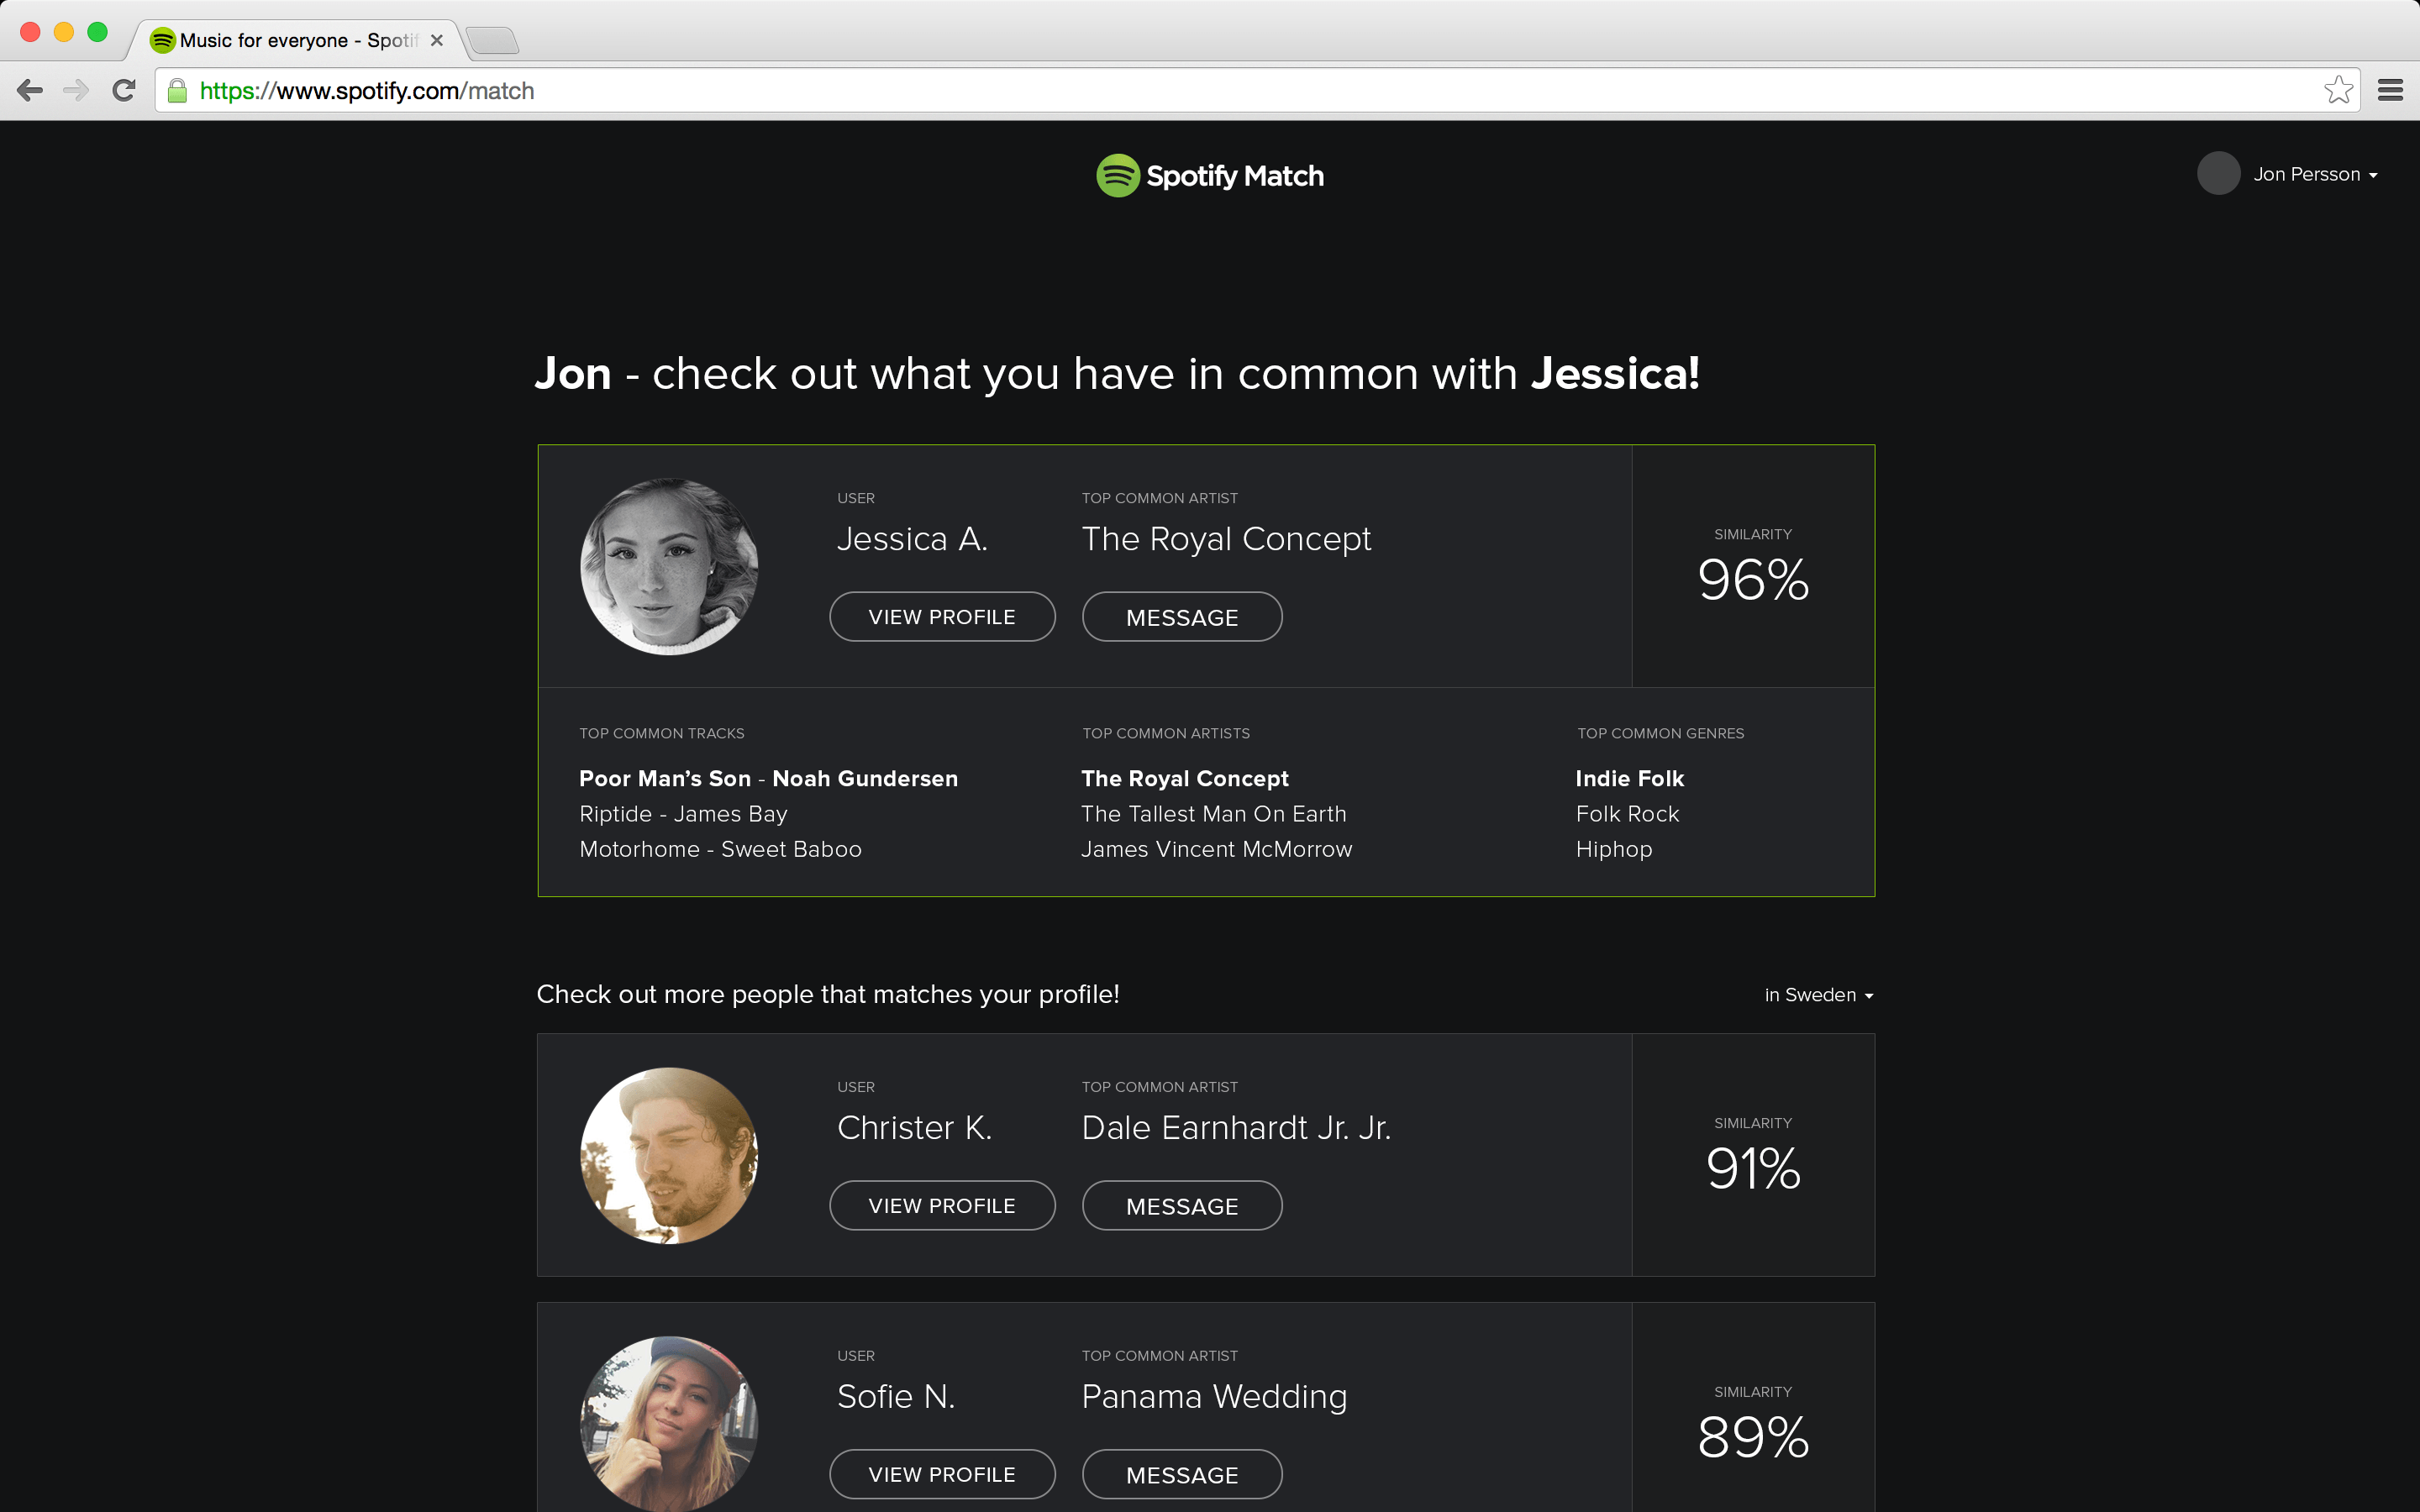 Music for everyone - Spotif
https://www.spotify.com/match
Spotify Match
Jon Persson
Jon - check out what you have in common with Jessica!
USER
TOP COMMON ARTIST
Jessica A.
The Royal Concept
VIEW PROFILE
MESSAGE
SIMILARITY
96%
TOP COMMON TRACKS
Poor Man’s Son - Noah Gundersen
Riptide - James Bay
Motorhome - Sweet Baboo
TOP COMMON ARTISTS
The Royal Concept
The Tallest Man On Earth
James Vincent McMorrow
TOP COMMON GENRES
Indie Folk
Folk Rock
Hiphop
Check out more people that matches your profile!
in Sweden
USER
TOP COMMON ARTIST
Christer K.
Dale Earnhardt Jr. Jr.
VIEW PROFILE
MESSAGE
SIMILARITY
91%
USER
TOP COMMON ARTIST
Sofie N.
Panama Wedding
VIEW PROFILE
MESSAGE
SIMILARITY
89%